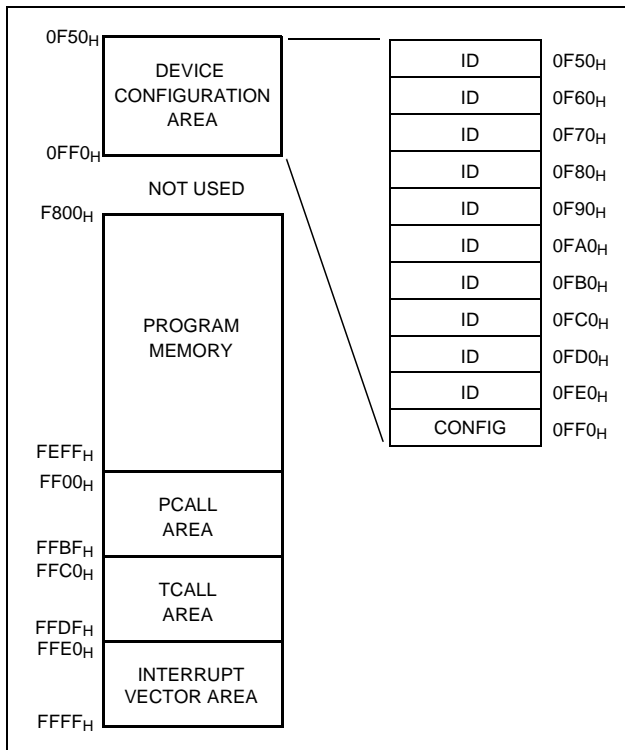 0F50H
DEVICE
CONFIGURATION
AREA
0FF0H
NOT USED
F800H
PROGRAM
MEMORY
FEFFH
FF00H
PCALL
AREA
FFBFH
FFC0H
TCALL
AREA
FFDFH
FFE0H
INTERRUPT
VECTOR AREA
FFFFH
ID 0F50H
ID 0F60H
ID 0F70H
ID 0F80H
ID 0F90H
ID 0FA0H
ID 0FB0H
ID 0FC0H
ID 0FD0H
ID 0FE0H
CONFIG 0FF0H